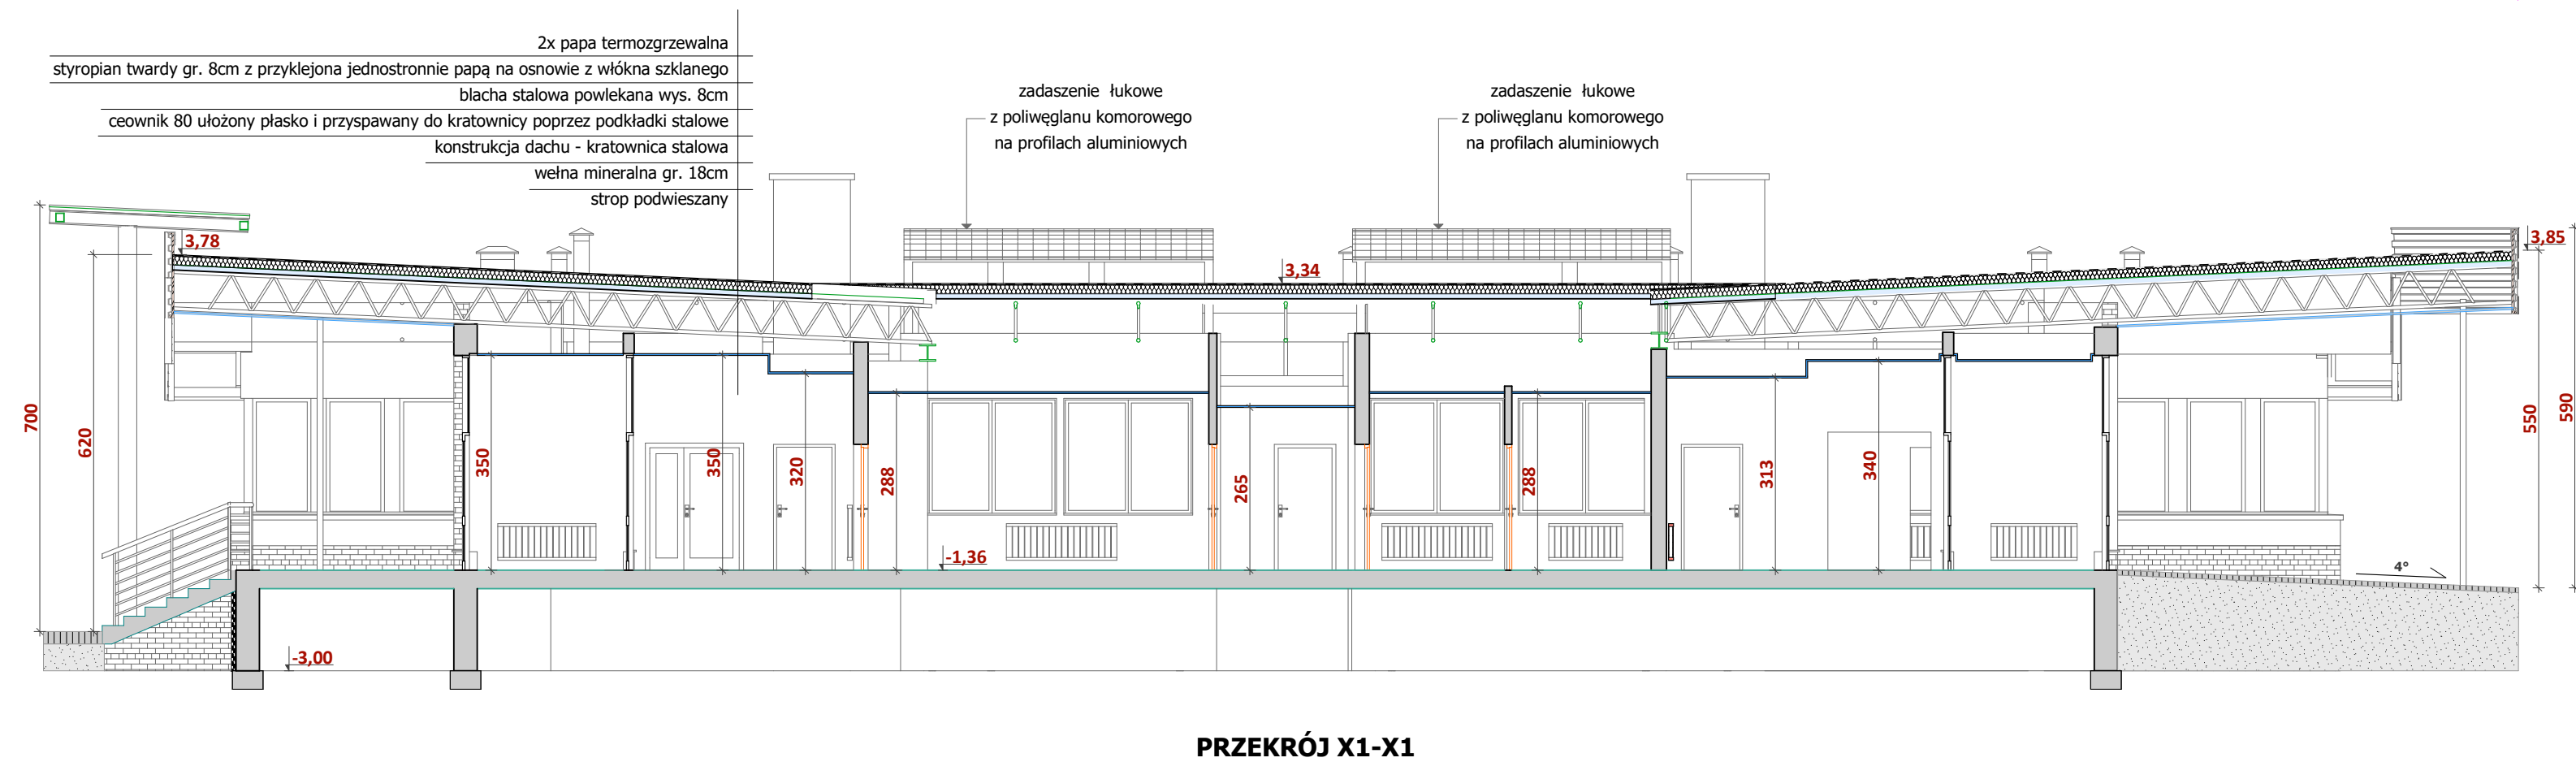 2x papa termozgrzewalna
styropian twardy gr. 8cm z przyklejona jednostronnie papą na osnowie z włókna szklanego
blacha stalowa powlekana wys. 8cm
ceownik 80 ułożony płasko i przyspawany do kratownicy poprzez podkładki stalowe
konstrukcja dachu - kratownica stalowa
wełna mineralna gr. 18cm
strop podwieszany
zadaszenie łukowe
z poliwęglanu komorowego
na profilach aluminiowych
zadaszenie łukowe
z poliwęglanu komorowego
na profilach aluminiowych
3,78
3,34
3,85
700
620
350
350
320
288
265
288
313
340
550
590
-1,36
4°
-3,00
PRZEKRÓJ X1-X1